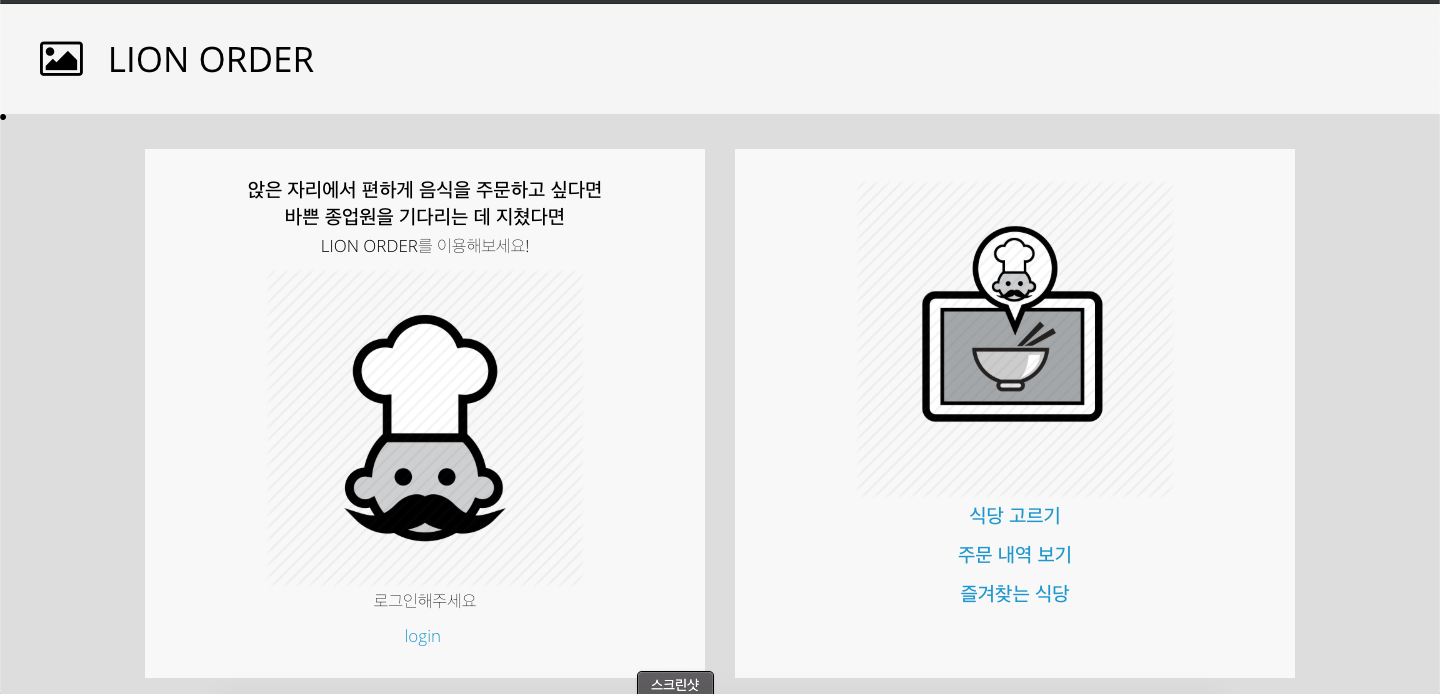 LION ORDER
앉은 자리에서 편하게 음식을 주문하고 싶다면
바쁜 종업원을 기다리는 데 지쳤다면
LION ORDER를 이용해보세요!
로그인해주세요
login
식당 고르기
주문 내역 보기
즐겨찾는 식당
스크린샷